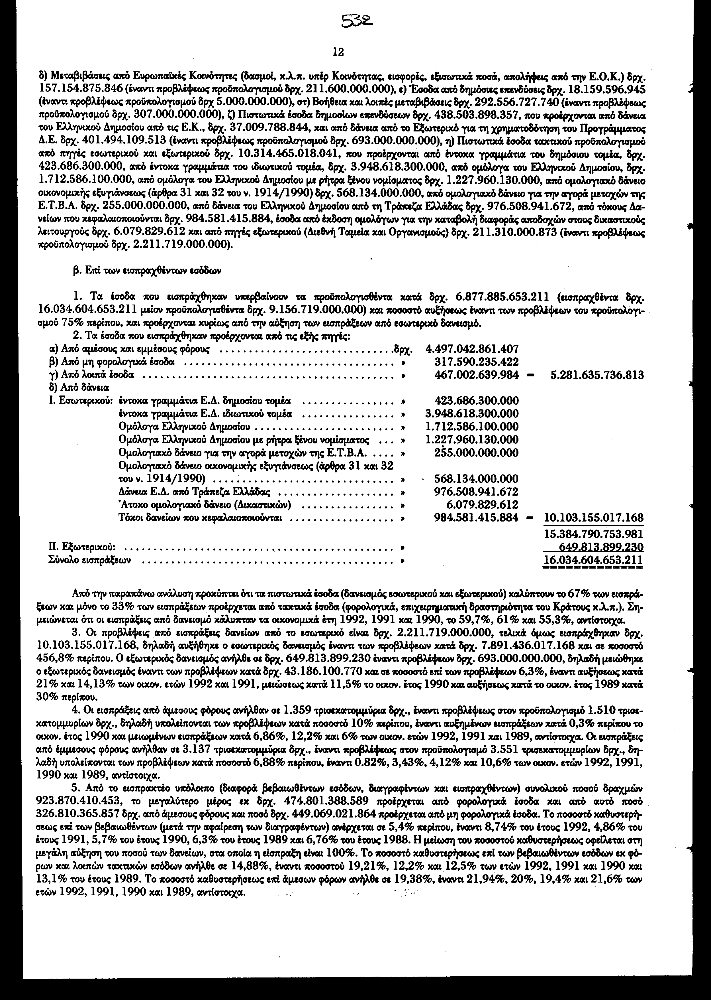 532
12
δ) Μεταβιβάσεις από Ευρωπαϊκές Κοινότητες (δασμοί, κ.λ.π. υπέρ Κοινότητας, εισφορές, εξισωτικά ποσά, απολήψεις από την Ε.Ο.Κ.) δρχ.
157.154.875.846 (έναντι προβλέψεως προϋπολογισμού δρχ. 211.600.000.000), ε) Έσοδα από δημόσιες επενδύσεις δρχ. 18.159.596.945
(έναντι προβλέψεως προϋπολογισμού δρχ 5.000.000.000), στ) Βοήθεια και λοιπές μεταβιβάσεις δρχ. 292.556.727.740 (έναντι προβλέψεως
προϋπολογισμού δρχ. 307.000.000.000), ζ) Πιστωτικά έσοδα δημοσίων επενδύσεων δρχ. 438.503.898.357, που προέρχονται από δάνεια
του Ελληνικού Δημοσίου από τις Ε.Κ., δρχ. 37.009.788.844, και από δάνεια από το Εξωτερικό για τη χρηματοδότηση του Προγράμματος
Δ.Ε. δρχ. 401.494.109.513 (έναντι προβλέψεως προϋπολογισμού δρχ. 693.000.000.000), η) Πιστωτικά έσοδα τακτικού προϋπολογισμού
από πηγές εσωτερικού και εξωτερικού δρχ. 10.314.465.018.041, που προέρχονται από έντοκα γραμμάτια του δημόσιου τομέα, δρχ.
423.686.300.000, από έντοκα γραμμάτια του ιδιωτικού τομέα, δρχ. 3.948.618.300.000, από ομόλογα του Ελληνικού Δημοσίου, δρχ.
1.712.586.100.000, από ομόλογα του Ελληνικού Δημοσίου με ρήτρα ξένου νομίσματος δρχ. 1.227.960.130.000, από ομολογιακό δάνειο
οικονομικής εξυγιάνσεως (άρθρα 31 και 32 του ν. 1914/1990) δρχ. 568.134.000.000, από ομολογιακό δάνειο για την αγορά μετοχών της
Ε.Τ.Β.Α. δρχ. 255.000.000.000, από δάνεια του Ελληνικού Δημοσίου από τη Τράπεζα Ελλάδας δρχ. 976.508.941.672, από τόκους Δα-
νείων που κεφαλαιοποιούνται δρχ. 984.581.415.884, έσοδα από έκδοση ομολόγων για την καταβολή διαφοράς αποδοχών στους δικαστικούς
λειτουργούς δρχ. 6.079.829.612 και από πηγές εξωτερικού (Διεθνή Ταμεία και Οργανισμούς) δρχ. 211.310.000.873 (έναντι προβλέψεως
προϋπολογισμού δρχ. 2.211.719.000.000).
β. Επί των εισπραχθέντων εσόδων
1. Τα έσοδα που εισπράχθηκαν υπερβαίνουν τα προϋπολογισθέντα κατά δρχ. 6.877.885.653.211 (εισπραχθέντα δρχ.
16.034.604.653.211 μείον προϋπολογισθέντα δρχ. 9.156.719.000.000) και ποσοστό αυξήσεως έναντι των προβλέψεων του προϋπολογι-
σμού 75% περίπου, και προέρχονται κυρίως από την αύξηση των εισπράξεων από εσωτερικό δανεισμό.
2. Τα έσοδα που εισπράχθηκαν προέρχονται από τις εξής πηγές:
α) Από αμέσους και εμμέσους φόρους .............................. δρχ. 4.497.042.861.407
β) Από μη φορολογικά έσοδα .................................... » 317.590.235.422
γ) Από λοιπά έσοδα ........................................... » 467.002.639.984 = 5.281.635.736.813
δ) Από δάνεια
Ι. Εσωτερικού: έντοκα γραμμάτια Ε.Δ. δημοσίου τομέα ................ » 423.686.300.000
έντοκα γραμμάτια Ε.Δ. ιδιωτικού τομέα ................ » 3.948.618.300.000
Ομόλογα Ελληνικού Δημοσίου ........................ » 1.712.586.100.000
Ομόλογα Ελληνικού Δημοσίου με ρήτρα ξένου νομίσματος ... » 1.227.960.130.000
Ομολογιακό δάνειο για την αγορά μετοχών της Ε.Τ.Β.Α. .... » 255.000.000.000
Ομολογιακό δάνειο οικονομικής εξυγιάνσεως (άρθρα 31 και 32
του ν. 1914/1990) ............................... » 568.134.000.000
Δάνεια Ε.Δ. από Τράπεζα Ελλάδας .................... » 976.508.941.672
Άτοκο ομολογιακό δάνειο (Δικαστικών) ................ » 6.079.829.612
Τόκοι δανείων που κεφαλαιοποιούνται .................. » 984.581.415.884 = 10.103.155.017.168
15.384.790.753.981
ΙΙ. Εξωτερικού: .............................................. » 649.813.899.230
Σύνολο εισπράξεων ........................................... » 16.034.604.653.211
Από την παραπάνω ανάλυση προκύπτει ότι τα πιστωτικά έσοδα (δανεισμός εσωτερικού και εξωτερικού) καλύπτουν το 67% των εισπρά-
ξεων και μόνο το 33% των εισπράξεων προέρχεται από τακτικά έσοδα (φορολογικά, επιχειρηματική δραστηριότητα του Κράτους κ.λ.π.). Ση-
μειώνεται ότι οι εισπράξεις από δανεισμό κάλυπταν τα οικονομικά έτη 1992, 1991 και 1990, το 59,7%, 61% και 55,3%, αντίστοιχα.
3. Οι προβλέψεις από εισπράξεις δανείων από το εσωτερικό είναι δρχ. 2.211.719.000.000, τελικά όμως εισπράχθηκαν δρχ.
10.103.155.017.168, δηλαδή αυξήθηκε ο εσωτερικός δανεισμός έναντι των προβλέψεων κατά δρχ. 7.891.436.017.168 και σε ποσοστό
456,8% περίπου. Ο εξωτερικός δανεισμός ανήλθε σε δρχ. 649.813.899.230 έναντι προβλέψεων δρχ. 693.000.000.000, δηλαδή μειώθηκε
ο εξωτερικός δανεισμός έναντι των προβλέψεων κατά δρχ. 43.186.100.770 και σε ποσοστό επί των προβλέψεων 6,3%, έναντι αυξήσεως κατά
21% και 14,13% των οικον. ετών 1992 και 1991, μειώσεως κατά 11,5% το οικον. έτος 1990 και αυξήσεως κατά το οικον. έτος 1989 κατά
30% περίπου.
4. Οι εισπράξεις από άμεσους φόρους ανήλθαν σε 1.359 τρισεκατομμύρια δρχ., έναντι προβλέψεως στον προϋπολογισμό 1.510 τρισε-
κατομμυρίων δρχ., δηλαδή υπολείπονται των προβλέψεων κατά ποσοστό 10% περίπου, έναντι αυξημένων εισπράξεων κατά 0,3% περίπου το
οικον. έτος 1990 και μειωμένων εισπράξεων κατά 6,86%, 12,2% και 6% των οικον. ετών 1992, 1991 και 1989, αντίστοιχα. Οι εισπράξεις
από έμμεσους φόρους ανήλθαν σε 3.137 τρισεκατομμύρια δρχ., έναντι προβλέψεως στον προϋπολογισμό 3.551 τρισεκατομμυρίων δρχ., δη-
λαδή υπολείπονται των προβλέψεων κατά ποσοστό 6,88% περίπου, έναντι 0.82%, 3,43%, 4,12% και 10,6% των οικον. ετών 1992, 1991,
1990 και 1989, αντίστοιχα.
5. Από το εισπρακτέο υπόλοιπο (διαφορά βεβαιωθέντων εσόδων, διαγραφέντων και εισπραχθέντων) συνολικού ποσού δραχμών
923.870.410.453, το μεγαλύτερο μέρος εκ δρχ. 474.801.388.589 προέρχεται από φορολογικά έσοδα και από αυτό ποσό
326.810.365.857 δρχ. από άμεσους φόρους και ποσό δρχ. 449.069.021.864 προέρχεται από μη φορολογικά έσοδα. Το ποσοστό καθυστερή-
σεως επί των βεβαιωθέντων (μετά την αφαίρεση των διαγραφέντων) ανέρχεται σε 5,4% περίπου, έναντι 8,74% του έτους 1992, 4,86% του
έτους 1991, 5,7% του έτους 1990, 6,3% του έτους 1989 και 6,76% του έτους 1988. Η μείωση του ποσοστού καθυστερήσεως οφείλεται στη
μεγάλη αύξηση του ποσού των δανείων, στα οποία η είσπραξη είναι 100%. Το ποσοστό καθυστερήσεως επί των βεβαιωθέντων εσόδων εκ φό-
ρων και λοιπών τακτικών εσόδων ανήλθε σε 14,88%, έναντι ποσοστού 19,21%, 12,2% και 12,5% των ετών 1992, 1991 και 1990 και
13,1% του έτους 1989. Το ποσοστό καθυστερήσεως επί άμεσων φόρων ανήλθε σε 19,38%, έναντι 21,94%, 20%, 19,4% και 21,6% των
ετών 1992, 1991, 1990 και 1989, αντίστοιχα.